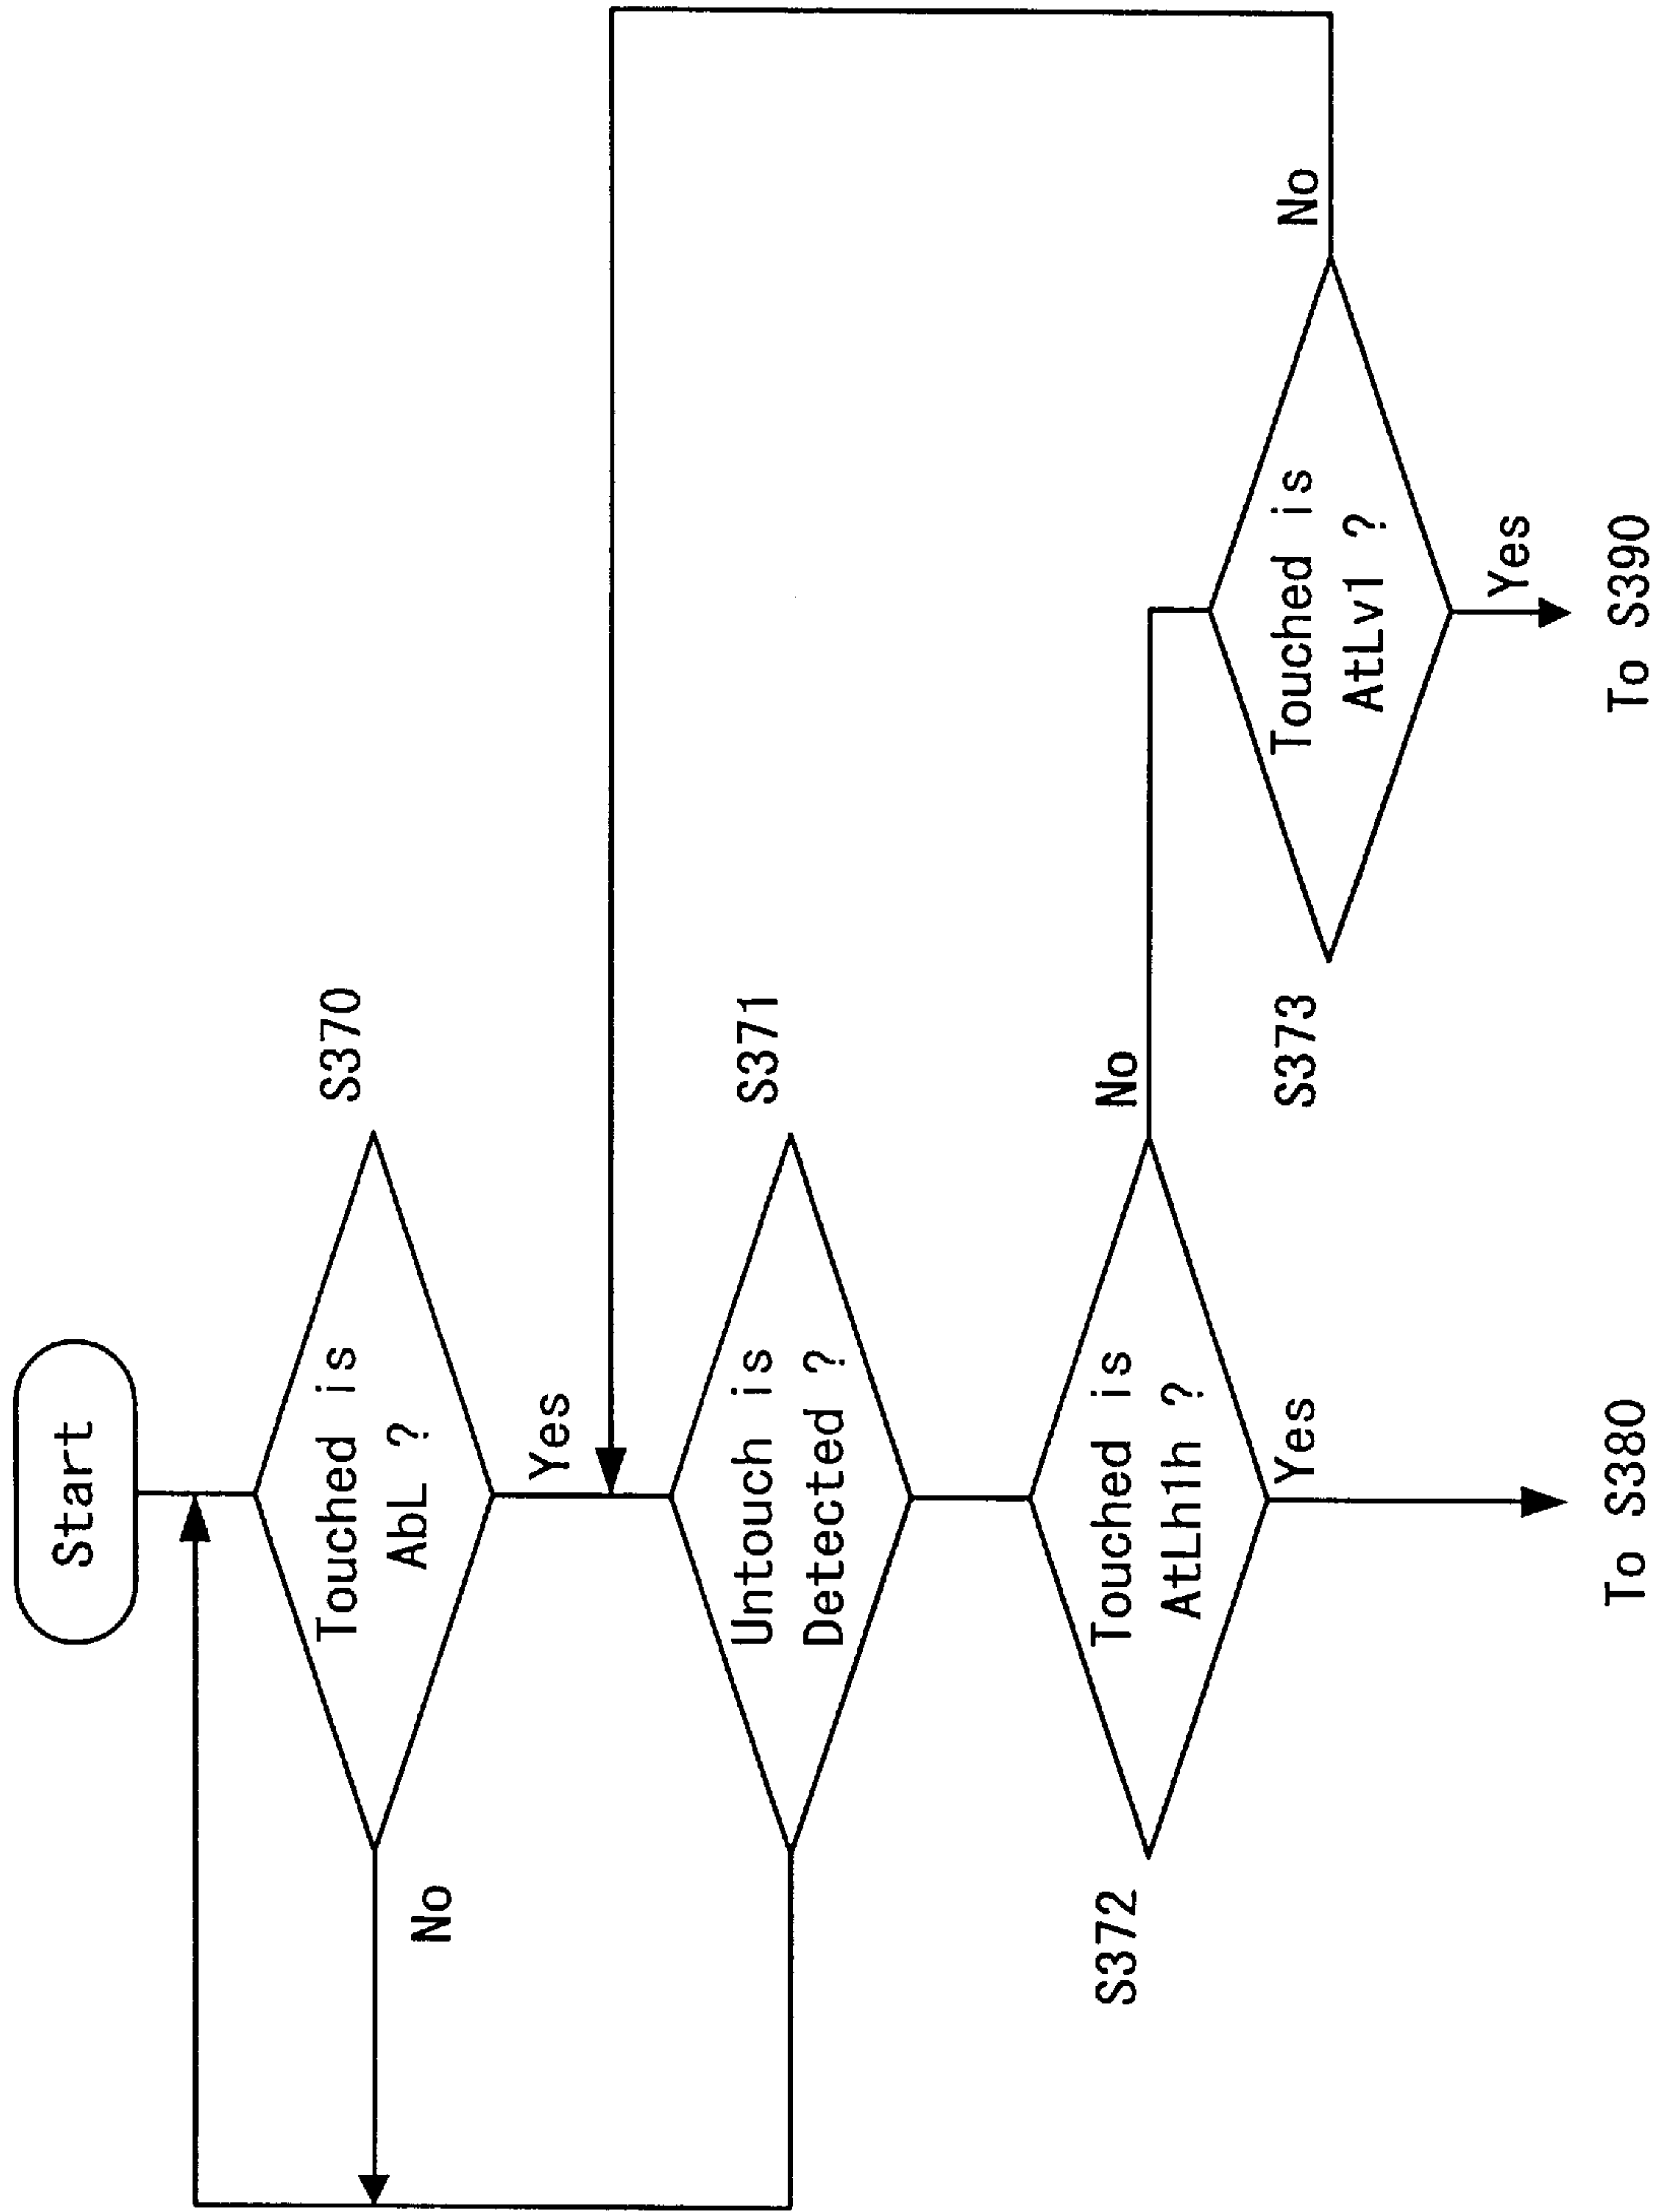 Start
Touched is
AbL ?
S370
No
Yes
Untouch is
Detected ?
S371
S372
Touched is
AtLh1h ?
No
Yes
To S380
S373
Touched is
AtLv1 ?
No
Yes
To S390